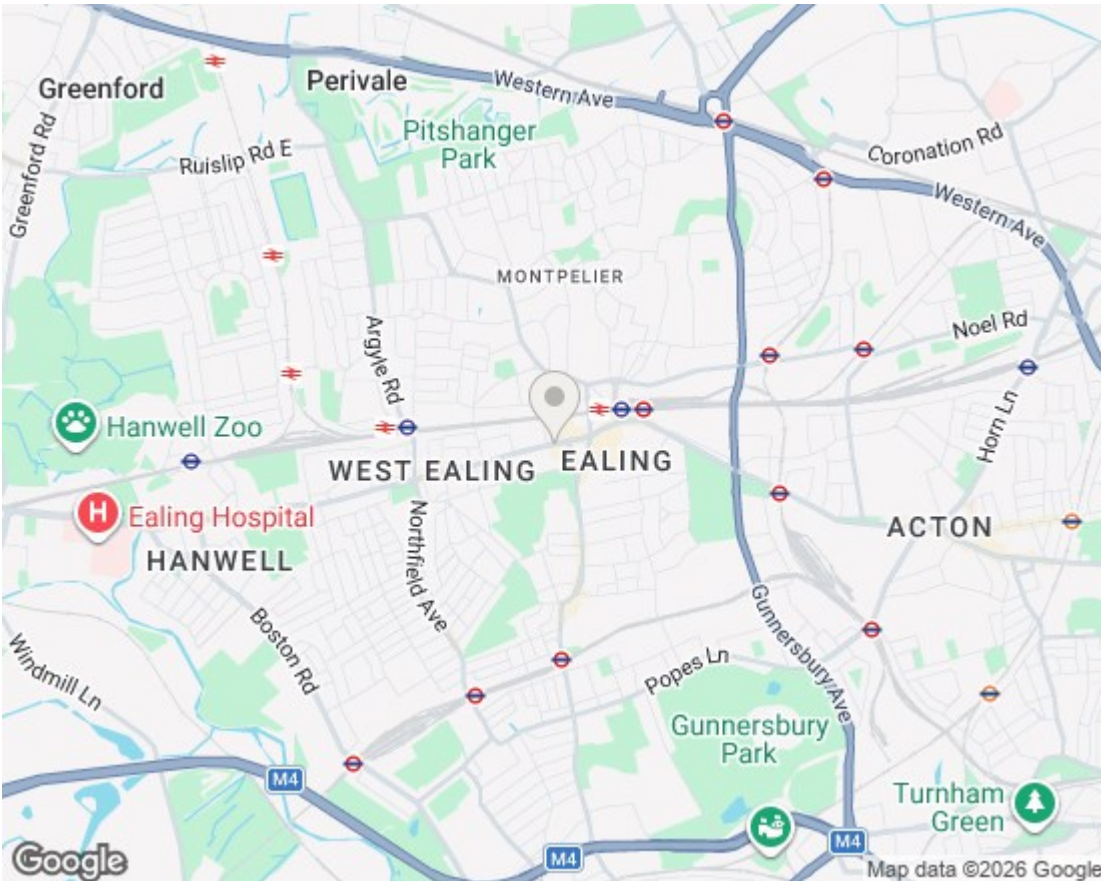 Greenford
Perivale
Western Ave
Pitshanger
Park
Coronation Rd
Ruislip Rd E
Greenford Rd
Western Ave
MONTPELIER
Argyle Rd
Noel Rd
Hanwell Zoo
Horn Ln
WEST EALING
EALING
H
Ealing Hospital
ACTON
HANWELL
Northfield Ave
Boston Rd
Gunnersbury Ave
Windmill Ln
Popes Ln
Gunnersbury
Park
M4
Turnham
Green
M4
M4
Google
Map data ©2026 Google